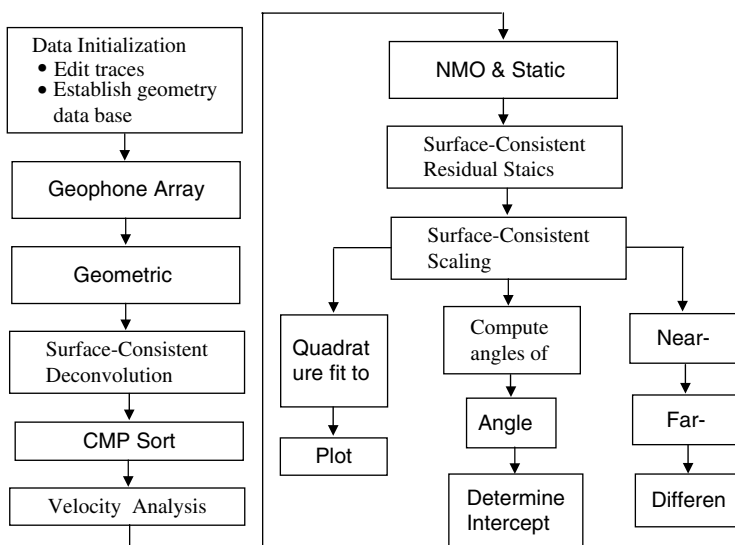 Data Initialization
• Edit traces
• Establish geometry
data base
Geophone Array
Geometric
Surface-Consistent
Deconvolution
CMP Sort
Velocity Analysis
NMO & Static
Surface-Consistent
Residual Staics
Surface-Consistent
Scaling
Quadrat
ure fit to
Plot
Compute
angles of
Angle
Determine
Intercept
Near-
Far-
Differen